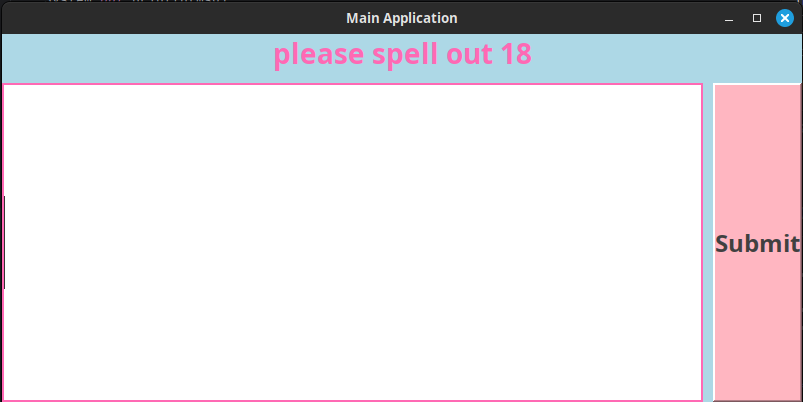 Main Application
please spell out 18
Submit